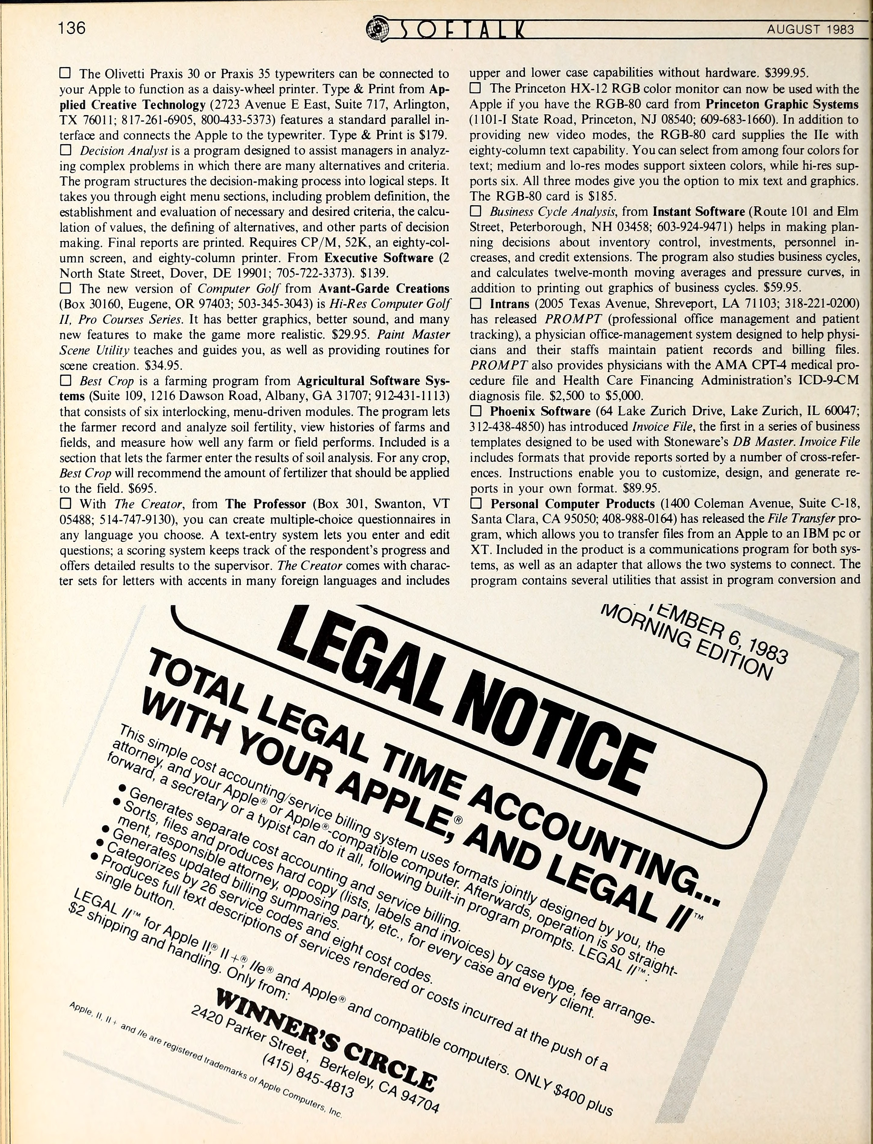 136
SOFTALK
AUGUST 1983
☐ The Olivetti Praxis 30 or Praxis 35 typewriters can be connected to
your Apple to function as a daisy-wheel printer. Type & Print from Ap-
plied Creative Technology (2723 Avenue E East, Suite 717, Arlington,
TX 76011; 817-261-6905, 800-433-5373) features a standard parallel in-
terface and connects the Apple to the typewriter. Type & Print is $179.
☐ Decision Analyst is a program designed to assist managers in analyz-
ing complex problems in which there are many alternatives and criteria.
The program structures the decision-making process into logical steps. It
takes you through eight menu sections, including problem definition, the
establishment and evaluation of necessary and desired criteria, the calcu-
lation of values, the defining of alternatives, and other parts of decision
making. Final reports are printed. Requires CP/M, 52K, an eighty-col-
umn screen, and eighty-column printer. From Executive Software (2
North State Street, Dover, DE 19901; 705-722-3373). $139.
☐ The new version of Computer Golf from Avant-Garde Creations
(Box 30160, Eugene, OR 97403; 503-345-3043) is Hi-Res Computer Golf
II, Pro Courses Series. It has better graphics, better sound, and many
new features to make the game more realistic. $29.95. Paint Master
Scene Utility teaches and guides you, as well as providing routines for
scene creation. $34.95.
☐ Best Crop is a farming program from Agricultural Software Sys-
tems (Suite 109, 1216 Dawson Road, Albany, GA 31707; 912-431-1113)
that consists of six interlocking, menu-driven modules. The program lets
the farmer record and analyze soil fertility, view histories of farms and
fields, and measure how well any farm or field performs. Included is a
section that lets the farmer enter the results of soil analysis. For any crop,
Best Crop will recommend the amount of fertilizer that should be applied
to the field. $695.
☐ With The Creator, from The Professor (Box 301, Swanton, VT
05488; 514-747-9130), you can create multiple-choice questionnaires in
any language you choose. A text-entry system lets you enter and edit
questions; a scoring system keeps track of the respondent's progress and
offers detailed results to the supervisor. The Creator comes with charac-
ter sets for letters with accents in many foreign languages and includes
upper and lower case capabilities without hardware. $399.95.
☐ The Princeton HX-12 RGB color monitor can now be used with the
Apple if you have the RGB-80 card from Princeton Graphic Systems
(1101-I State Road, Princeton, NJ 08540; 609-683-1660). In addition to
providing new video modes, the RGB-80 card supplies the IIe with
eighty-column text capability. You can select from among four colors for
text; medium and lo-res modes support sixteen colors, while hi-res sup-
ports six. All three modes give you the option to mix text and graphics.
The RGB-80 card is $185.
☐ Business Cycle Analysis, from Instant Software (Route 101 and Elm
Street, Peterborough, NH 03458; 603-924-9471) helps in making plan-
ning decisions about inventory control, investments, personnel in-
creases, and credit extensions. The program also studies business cycles,
and calculates twelve-month moving averages and pressure curves, in
addition to printing out graphics of business cycles. $59.95.
☐ Intrans (2005 Texas Avenue, Shreveport, LA 71103; 318-221-0200)
has released PROMPT (professional office management and patient
tracking), a physician office-management system designed to help physi-
cians and their staffs maintain patient records and billing files.
PROMPT also provides physicians with the AMA CPT-4 medical pro-
cedure file and Health Care Financing Administration's ICD-9-CM
diagnosis file. $2,500 to $5,000.
☐ Phoenix Software (64 Lake Zurich Drive, Lake Zurich, IL 60047;
312-438-4850) has introduced Invoice File, the first in a series of business
templates designed to be used with Stoneware's DB Master. Invoice File
includes formats that provide reports sorted by a number of cross-refer-
ences. Instructions enable you to customize, design, and generate re-
ports in your own format. $89.95.
☐ Personal Computer Products (1400 Coleman Avenue, Suite C-18,
Santa Clara, CA 95050; 408-988-0164) has released the File Transfer pro-
gram, which allows you to transfer files from an Apple to an IBM pc or
XT. Included in the product is a communications program for both sys-
tems, as well as an adapter that allows the two systems to connect. The
program contains several utilities that assist in program conversion and
TEMBER 6, 1983
MORNING EDITION
LEGAL NOTICE
TOTAL LEGAL TIME ACCOUNTING...
WITH YOUR APPLE,® AND LEGAL II™
This simple cost accounting/service billing system uses formats jointly designed by you, the
attorney, and your Apple® or Apple®-compatible computer. Afterwards, operation is so straight-
forward, a secretary or a typist can do it all, following built-in program prompts. LEGAL II™:
• Generates separate cost accounting and service billing.
• Sorts, files and produces hard copy (lists, labels and invoices) by case type, fee arrange-
ment, responsible attorney, opposing party, etc., for every case and every client.
• Generates updated billing summaries.
• Categorizes by 26 service codes and eight cost codes.
• Produces full text descriptions of services rendered or costs incurred at the push of a
single button.
LEGAL II™ for Apple II,® II+,® IIe® and Apple® and compatible computers. ONLY $400 plus
$2 shipping and handling. Only from:
WINNER'S CIRCLE
2420 Parker Street, Berkeley, CA 94704
(415) 845-4813
Apple, II, II+ and IIe are registered trademarks of Apple Computers, Inc.